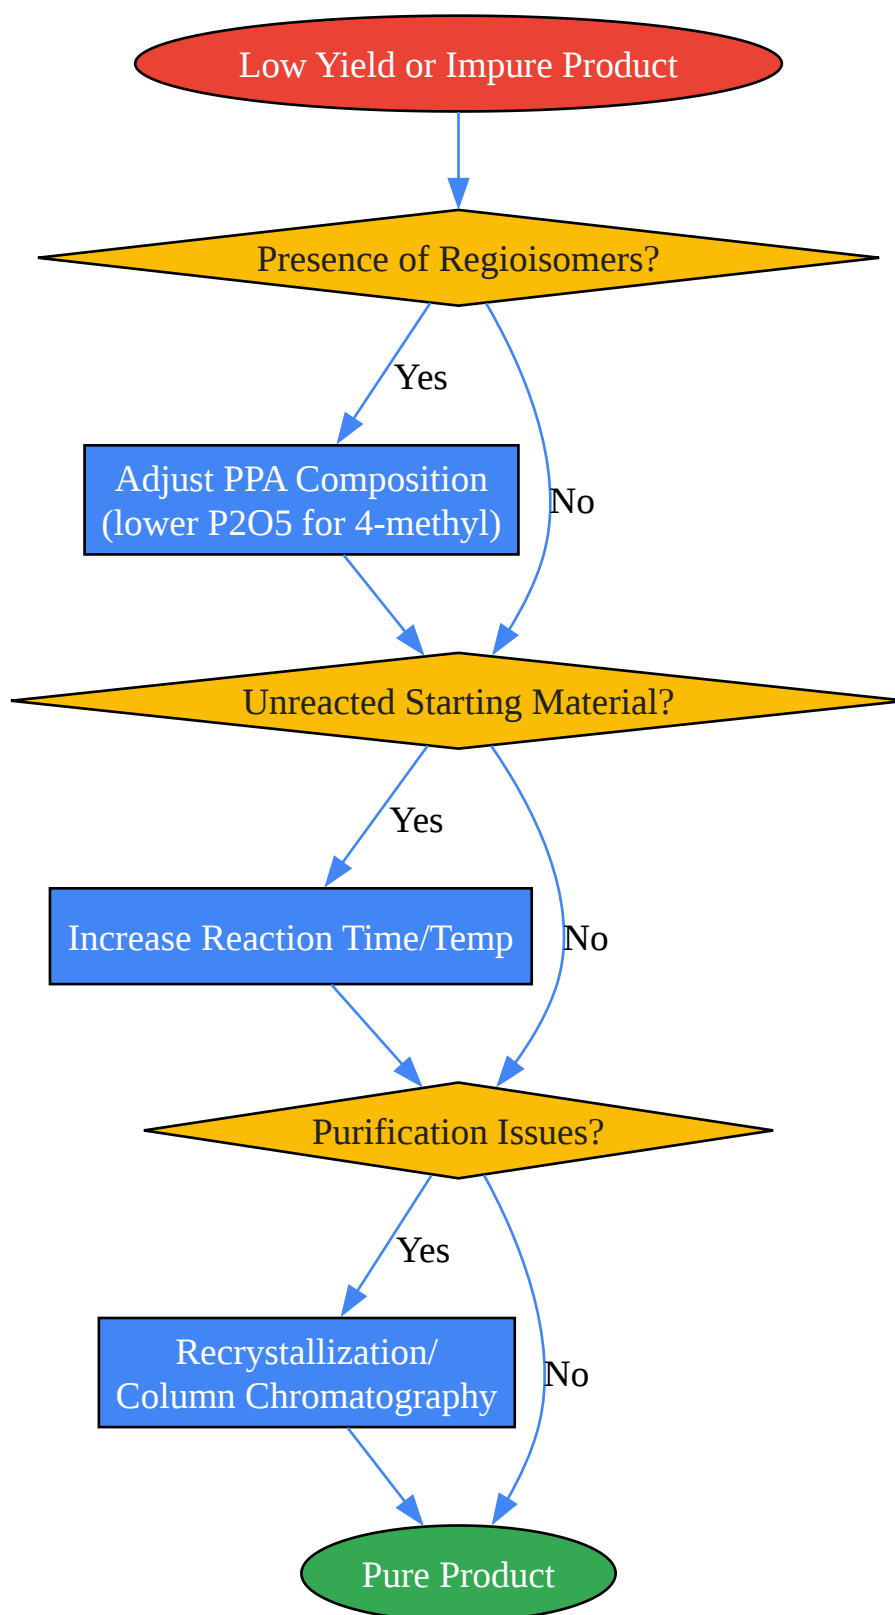 Low Yield or Impure Product
Presence of Regioisomers?
Yes
Adjust PPA Composition
(lower P2O5 for 4-methyl)
No
Unreacted Starting Material?
Yes
Increase Reaction Time/Temp
No
Purification Issues?
Yes
Recrystallization/
Column Chromatography
No
Pure Product